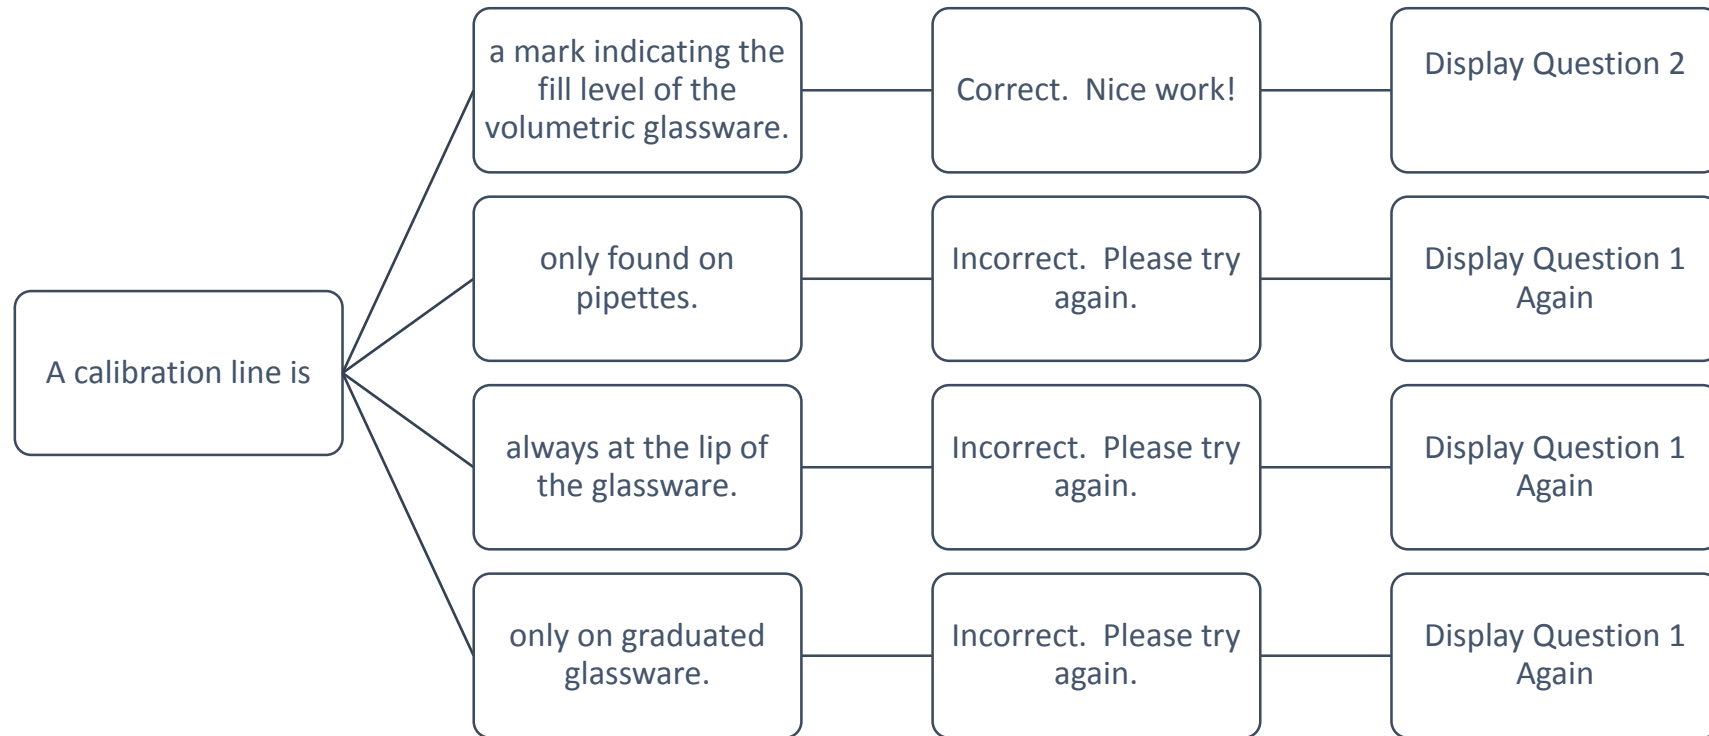 A calibration line is
a mark indicating the
fill level of the
volumetric glassware.
Correct.  Nice work!
Display Question 2
only found on
pipettes.
Incorrect.  Please try
again.
Display Question 1
Again
always at the lip of
the glassware.
Incorrect.  Please try
again.
Display Question 1
Again
only on graduated
glassware.
Incorrect.  Please try
again.
Display Question 1
Again